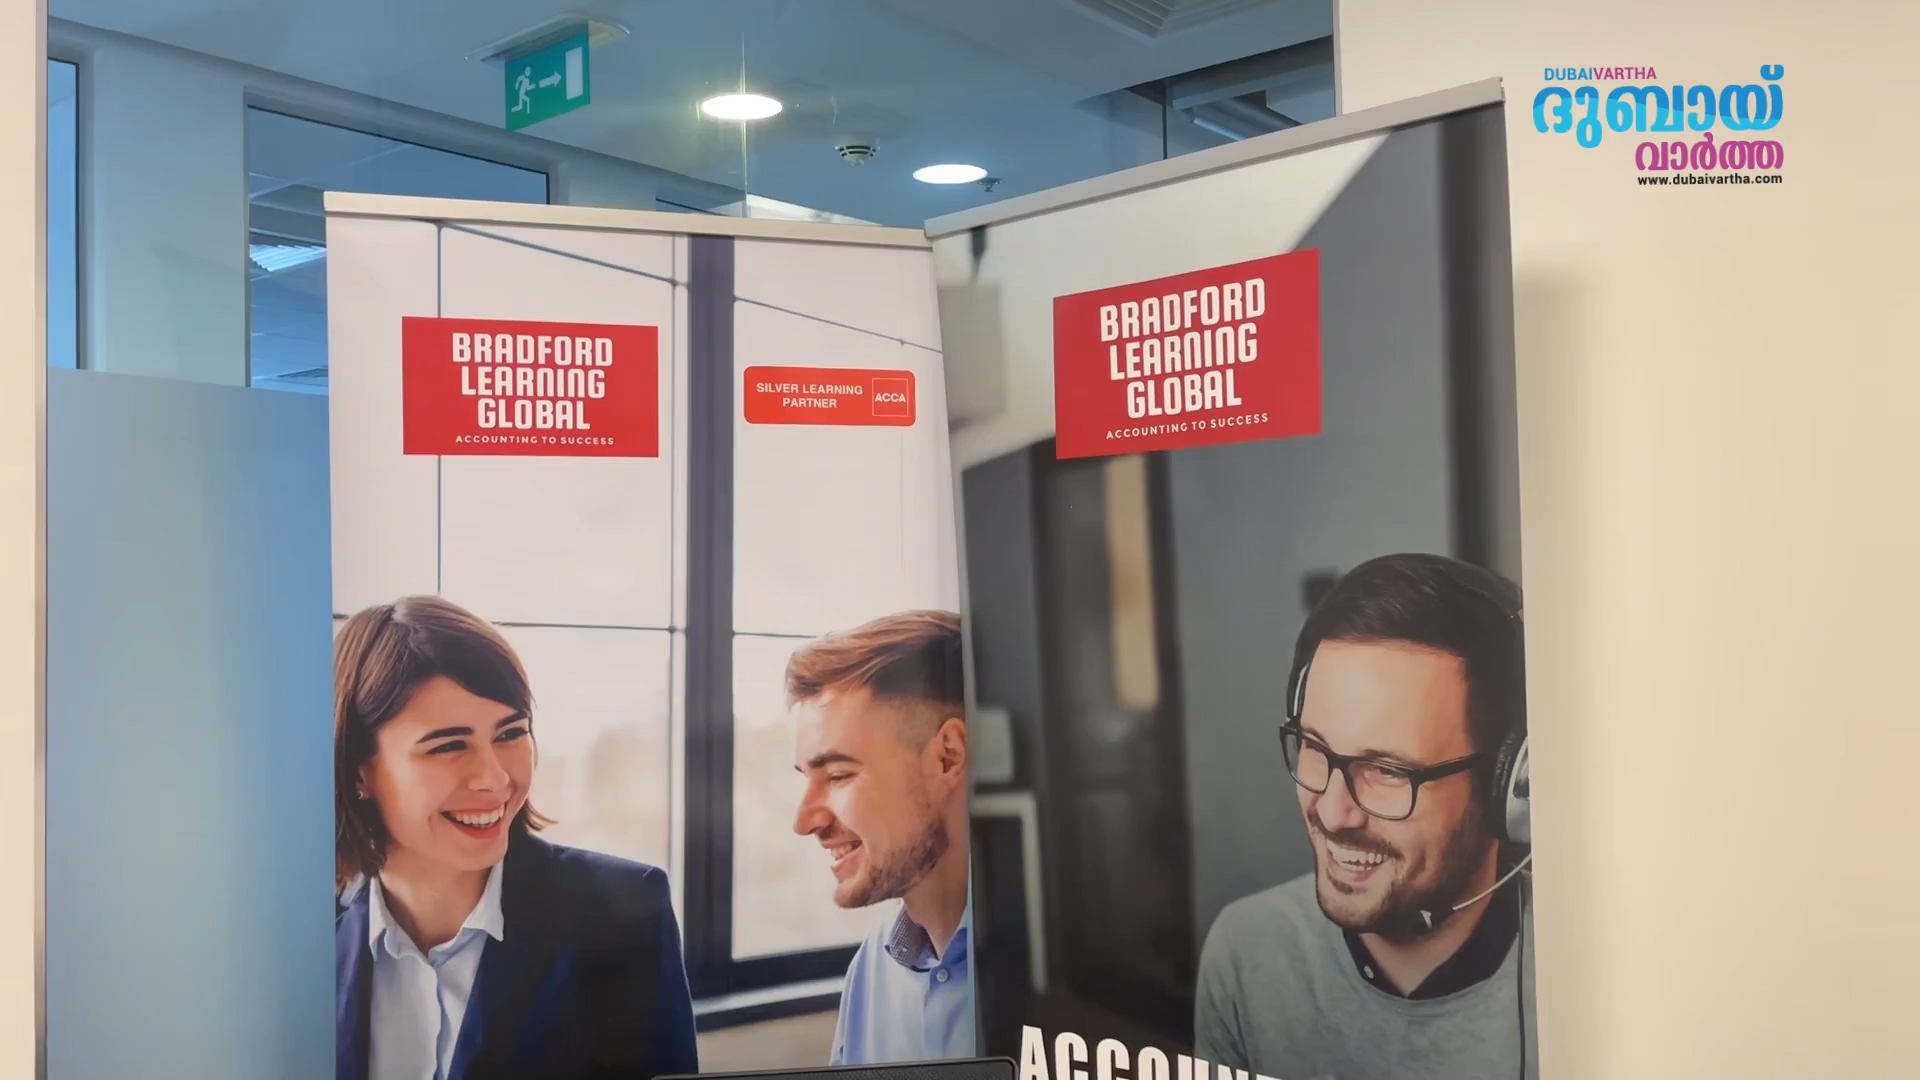 DUBAIVARTHA
ദുബായ്
വാർത്ത
www.dubaivartha.com
BRADFORD
LEARNING
GLOBAL
ACCOUNTING TO SUCCESS
SILVER LEARNING
PARTNER
ACCA
BRADFORD
LEARNING
GLOBAL
ACCOUNTING TO SUCCESS